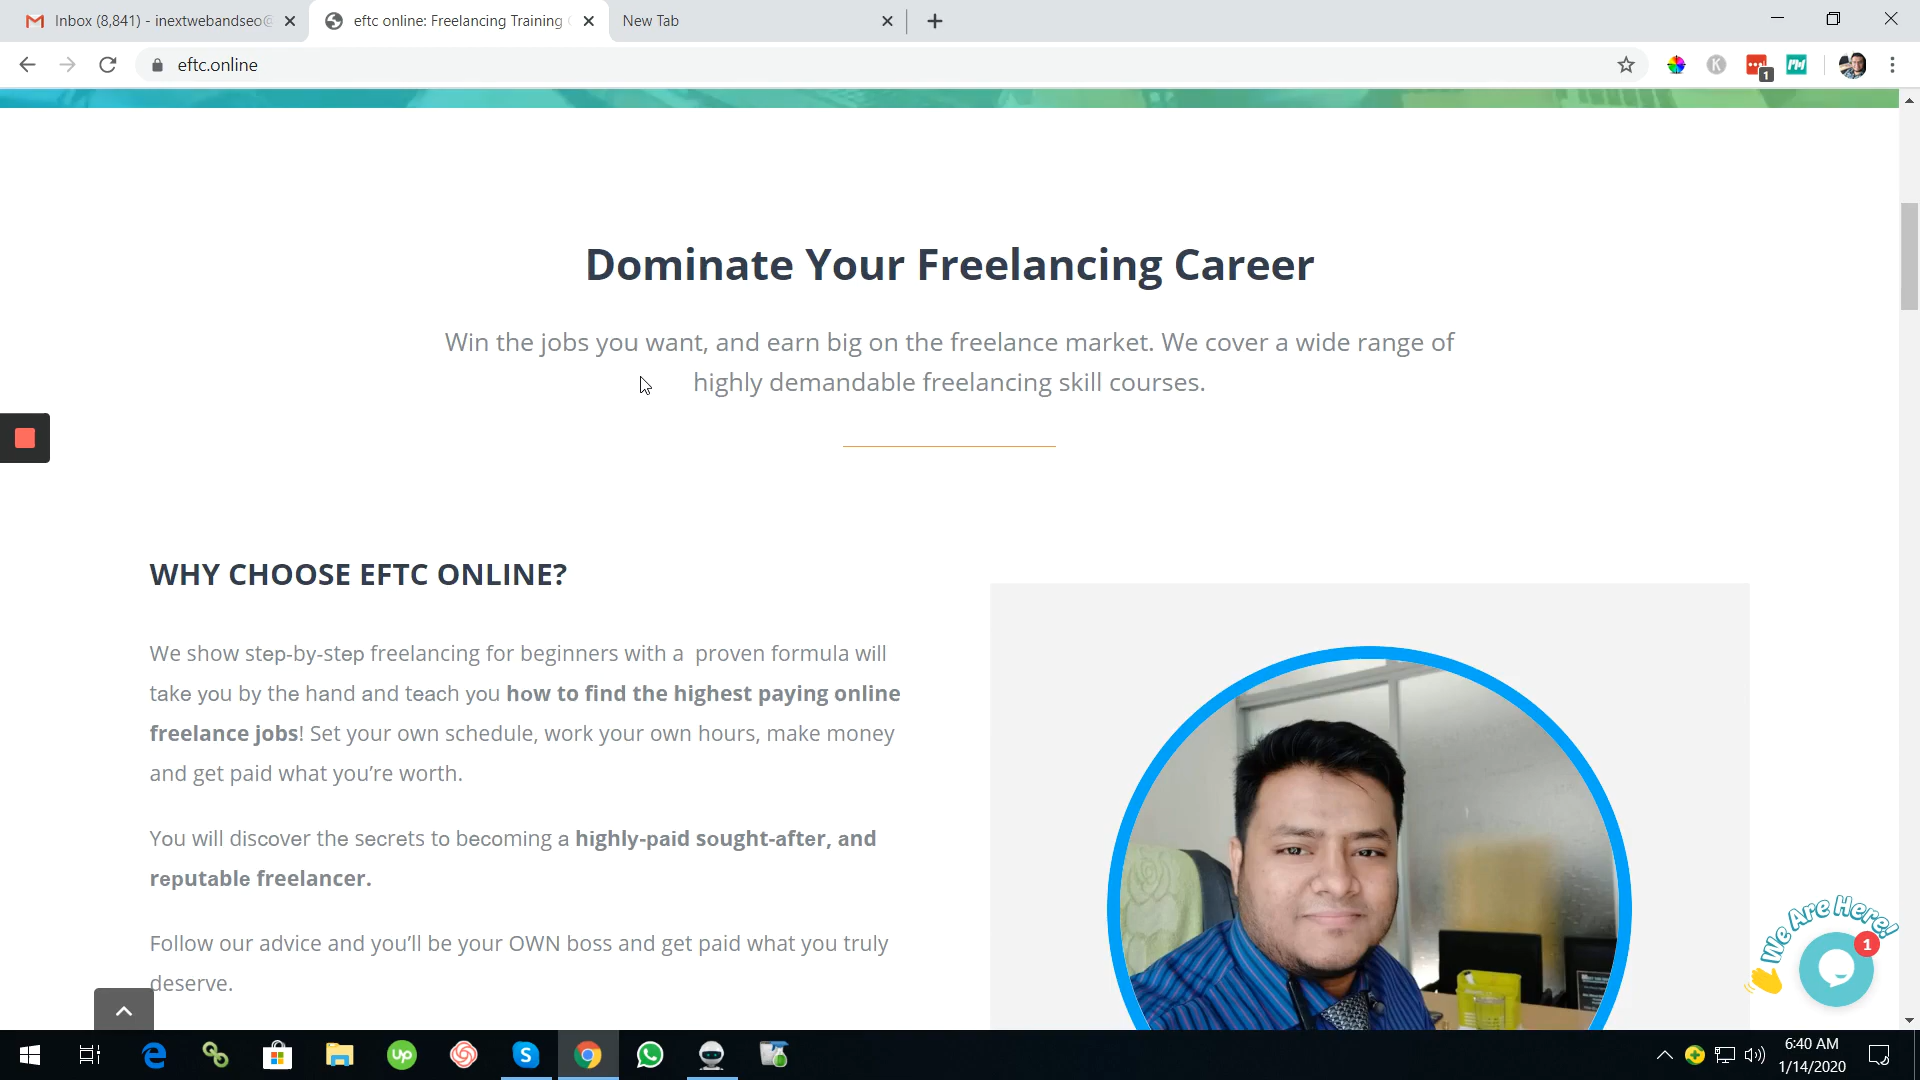 Inbox (8,841) - inextwebandseo@
eftc online: Freelancing Training
New Tab
eftc.online
K
1
Dominate Your Freelancing Career
Win the jobs you want, and earn big on the freelance market. We cover a wide range of
highly demandable freelancing skill courses.
WHY CHOOSE EFTC ONLINE?
We show step-by-step freelancing for beginners with a proven formula will
take you by the hand and teach you how to find the highest paying online
freelance jobs! Set your own schedule, work your own hours, make money
and get paid what you’re worth.
You will discover the secrets to becoming a highly-paid sought-after, and
reputable freelancer.
Follow our advice and you’ll be your OWN boss and get paid what you truly
deserve.
We Are Here!
1
up
S
6:40 AM
1/14/2020